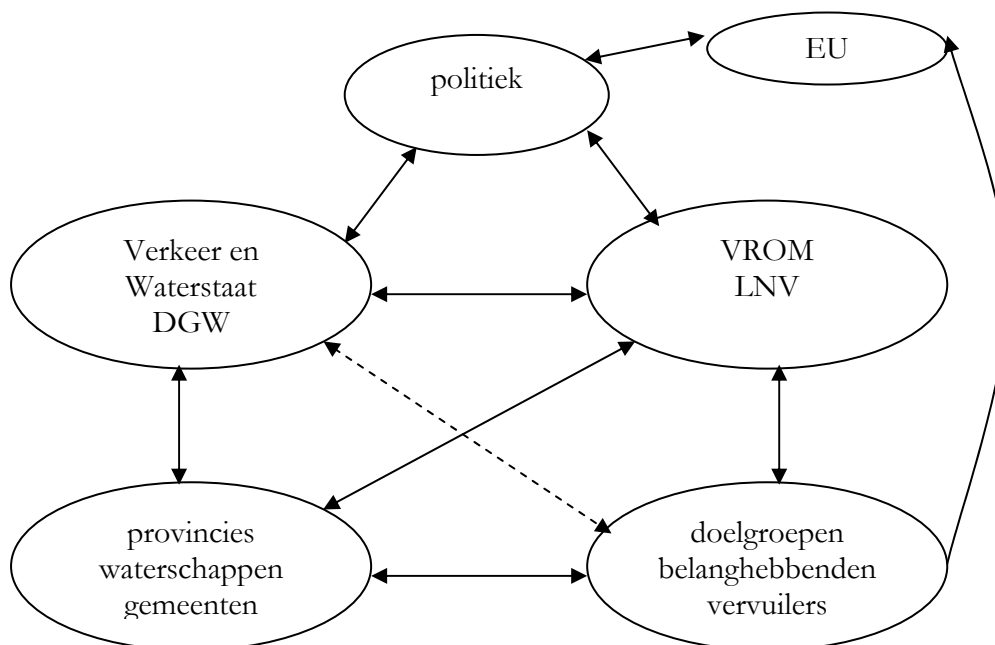 EU
politiek
Verkeer en
Waterstaat
DGW
VROM
LNV
provincies
waterschappen
gemeenten
doelgroepen
belanghebbenden
vervuilers